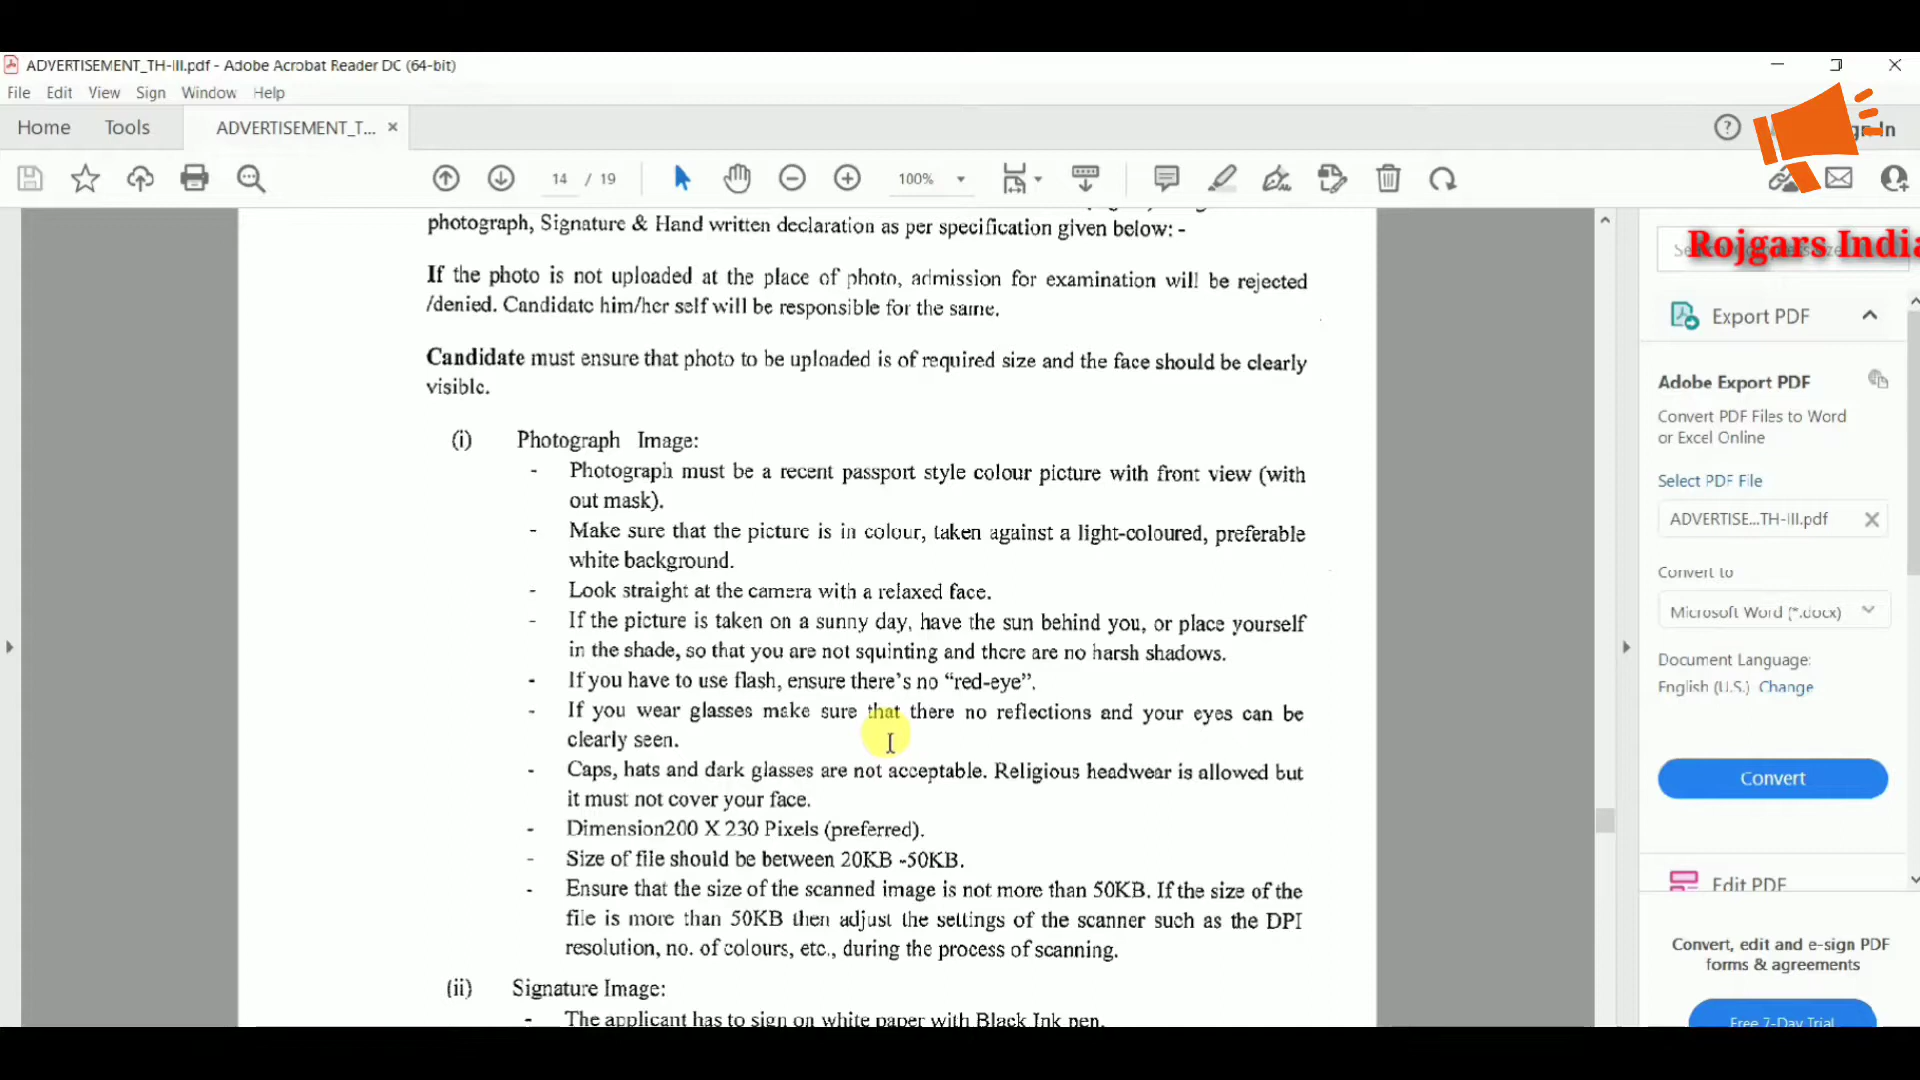 ADVERTISEMENT_TH-III.pdf - Adobe Acrobat Reader DC (64-bit)
File Edit View Sign Window Help
Home Tools ADVERTISEMENT_T... ×
14 / 19 100%
photograph, Signature & Hand written declaration as per specification given below: -
If the photo is not uploaded at the place of photo, admission for examination will be rejected
/denied. Candidate him/her self will be responsible for the same.
Candidate must ensure that photo to be uploaded is of required size and the face should be clearly
visible.
(i) Photograph Image:
- Photograph must be a recent passport style colour picture with front view (with
out mask).
- Make sure that the picture is in colour, taken against a light-coloured, preferable
white background.
- Look straight at the camera with a relaxed face.
- If the picture is taken on a sunny day, have the sun behind you, or place yourself
in the shade, so that you are not squinting and there are no harsh shadows.
- If you have to use flash, ensure there's no "red-eye".
- If you wear glasses make sure that there no reflections and your eyes can be
clearly seen.
- Caps, hats and dark glasses are not acceptable. Religious headwear is allowed but
it must not cover your face.
- Dimension200 X 230 Pixels (preferred).
- Size of file should be between 20KB -50KB.
- Ensure that the size of the scanned image is not more than 50KB. If the size of the
file is more than 50KB then adjust the settings of the scanner such as the DPI
resolution, no. of colours, etc., during the process of scanning.
(ii) Signature Image:
- The applicant has to sign on white paper with Black Ink pen.
In
Rojgars India
Export PDF
Adobe Export PDF
Convert PDF Files to Word
or Excel Online
Select PDF File
ADVERTISE...TH-III.pdf
Convert to
Microsoft Word (*.docx)
Document Language:
English (U.S.) Change
Convert
Edit PDF
Convert, edit and e-sign PDF
forms & agreements
Free 7-Day Trial